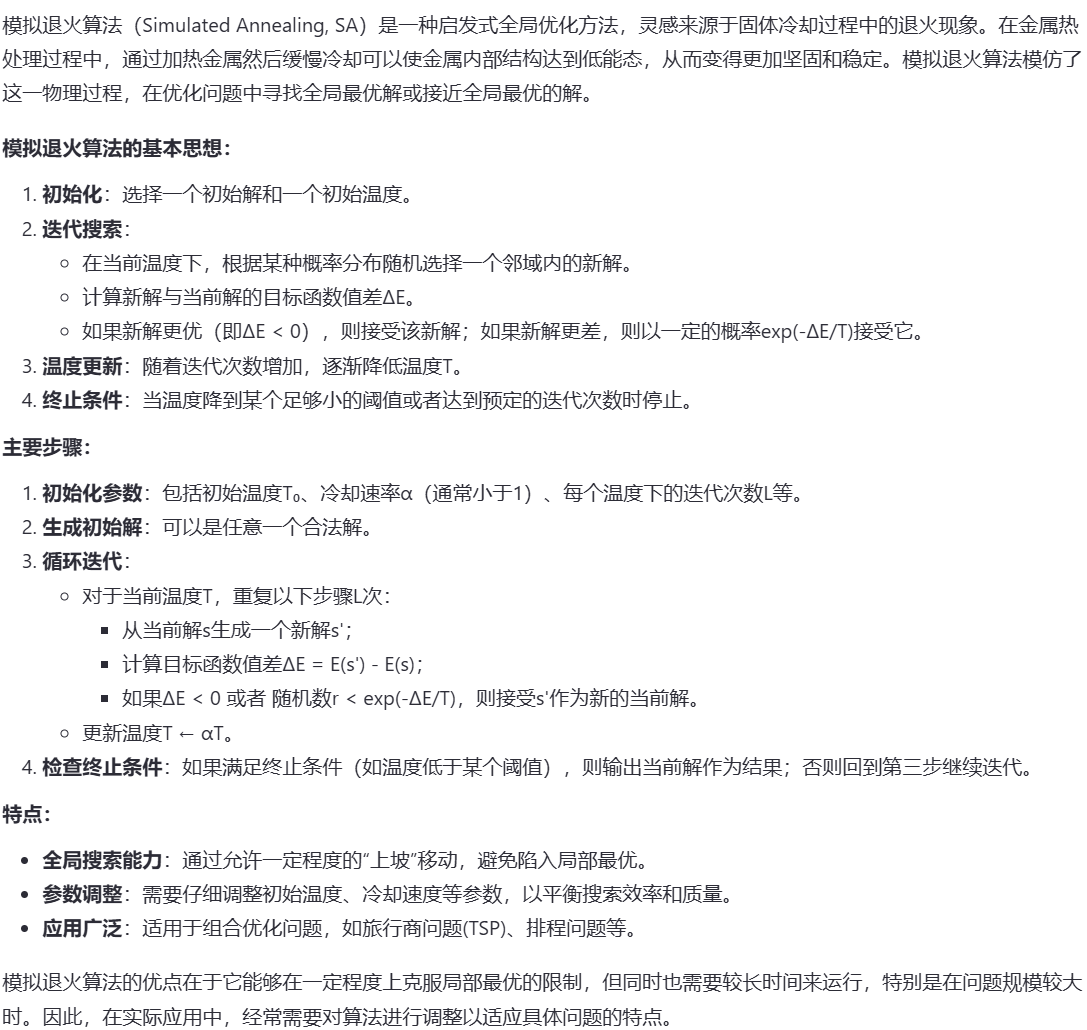 模拟退火算法（Simulated Annealing, SA）是一种启发式全局优化方法，灵感来源于固体冷却过程中的退火现象。在金属热
处理过程中，通过加热金属然后缓慢冷却可以使金属内部结构达到低能态，从而变得更加坚固和稳定。模拟退火算法模仿了
这一物理过程，在优化问题中寻找全局最优解或接近全局最优的解。
模拟退火算法的基本思想：
1. 初始化：选择一个初始解和一个初始温度。
2. 迭代搜索：
○ 在当前温度下，根据某种概率分布随机选择一个邻域内的新解。
○ 计算新解与当前解的目标函数值差ΔE。
○ 如果新解更优（即ΔE < 0），则接受该新解；如果新解更差，则以一定的概率exp(-ΔE/T)接受它。
3. 温度更新：随着迭代次数增加，逐渐降低温度T。
4. 终止条件：当温度降到某个足够小的阈值或者达到预定的迭代次数时停止。
主要步骤：
1. 初始化参数：包括初始温度T₀、冷却速率α（通常小于1）、每个温度下的迭代次数L等。
2. 生成初始解：可以是任意一个合法解。
3. 循环迭代：
○ 对于当前温度T，重复以下步骤L次：
▪ 从当前解s生成一个新解s'；
▪ 计算目标函数值差ΔE = E(s') - E(s)；
▪ 如果ΔE < 0 或者 随机数r < exp(-ΔE/T)，则接受s'作为新的当前解。
○ 更新温度T ← αT。
4. 检查终止条件：如果满足终止条件（如温度低于某个阈值），则输出当前解作为结果；否则回到第三步继续迭代。
特点：
• 全局搜索能力：通过允许一定程度的“上坡”移动，避免陷入局部最优。
• 参数调整：需要仔细调整初始温度、冷却速度等参数，以平衡搜索效率和质量。
• 应用广泛：适用于组合优化问题，如旅行商问题(TSP)、排程问题等。
模拟退火算法的优点在于它能够在一定程度上克服局部最优的限制，但同时也需要较长时间来运行，特别是在问题规模较大
时。因此，在实际应用中，经常需要对算法进行调整以适应具体问题的特点。